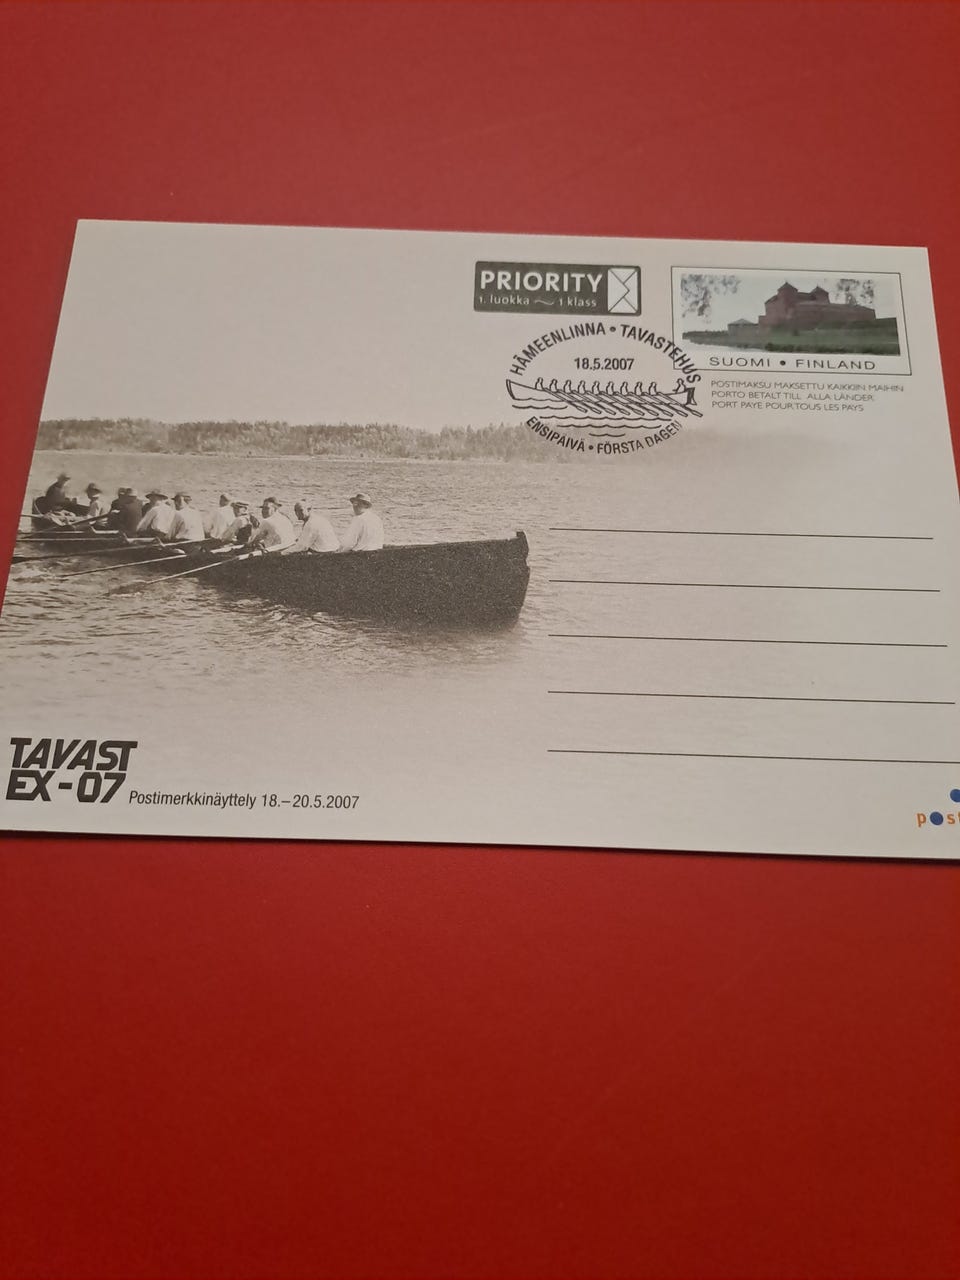 PRIORITY
1. luokka ~ 1 klass
HÄMEENLINNA • TAVASTEHUS
18.5.2007
ENSIPÄIVÄ • FÖRSTA DAGEN
SUOMI • FINLAND
POSTIMAKSU MAKSETTU KAIKKIIN MAIHIN
PORTO BETALT TILL ALLA LÄNDER
PORT PAYE POUR TOUS LES PAYS
TAVAST
EX-07
Postimerkkinäyttely 18.–20.5.2007